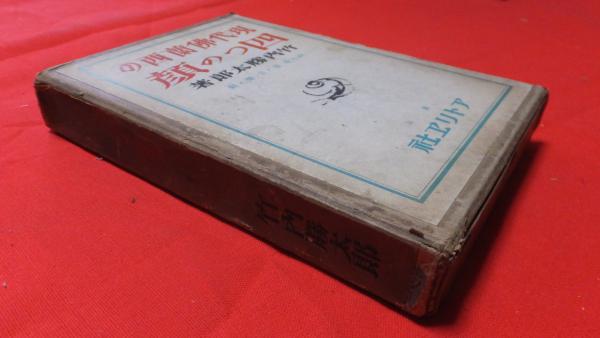 現代佛蘭西の
四つの顔
竹内勝太郎著
アトリヱ社
竹内勝太郎